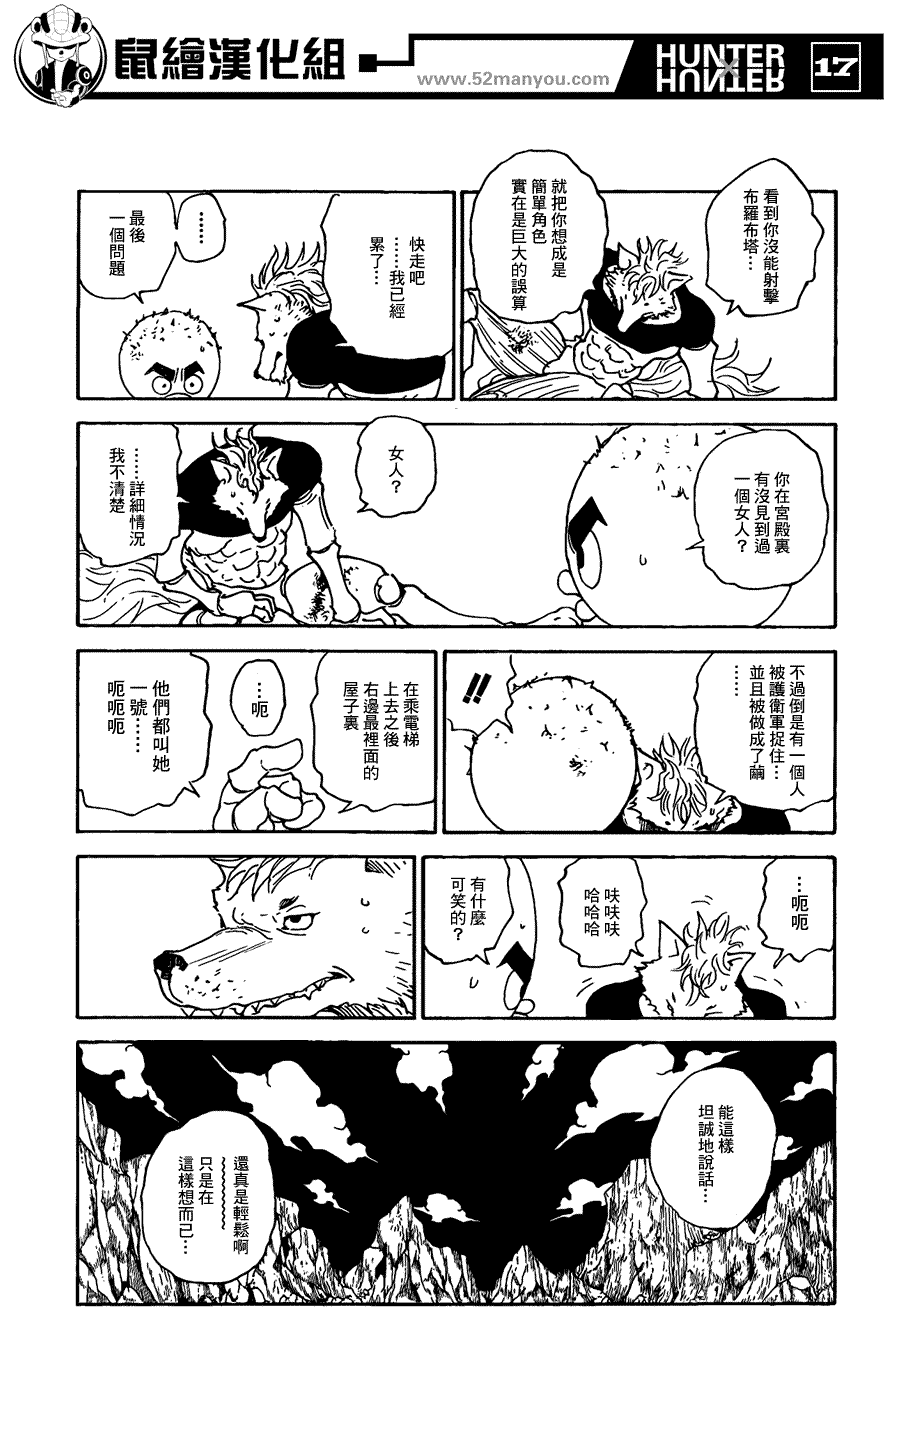 鼠繪漢化組
www.52manyou.com
HUNTER
X
HUNTER
17
看到你沒能射擊
布羅布塔…
就把你想成是
簡單角色
實在是巨大的誤算
快走吧
……我已經
累了…
……
最後
一個問題
你在宮殿裏
有沒見到過
一個女人？
女人？
……詳細情況
我不清楚
不過倒是有一個人
被護衛軍捉住…
並且被做成了繭
……
!!
在乘電梯
上去之後
右邊最裡面的
屋子裏
…呃
他們都叫她
一號……
呃呃呃
…呃呃
呋呋呋
哈哈哈
有什麼
可笑的？
能這樣
坦誠地說話…
還真是輕鬆啊
只是在
這樣想而已…